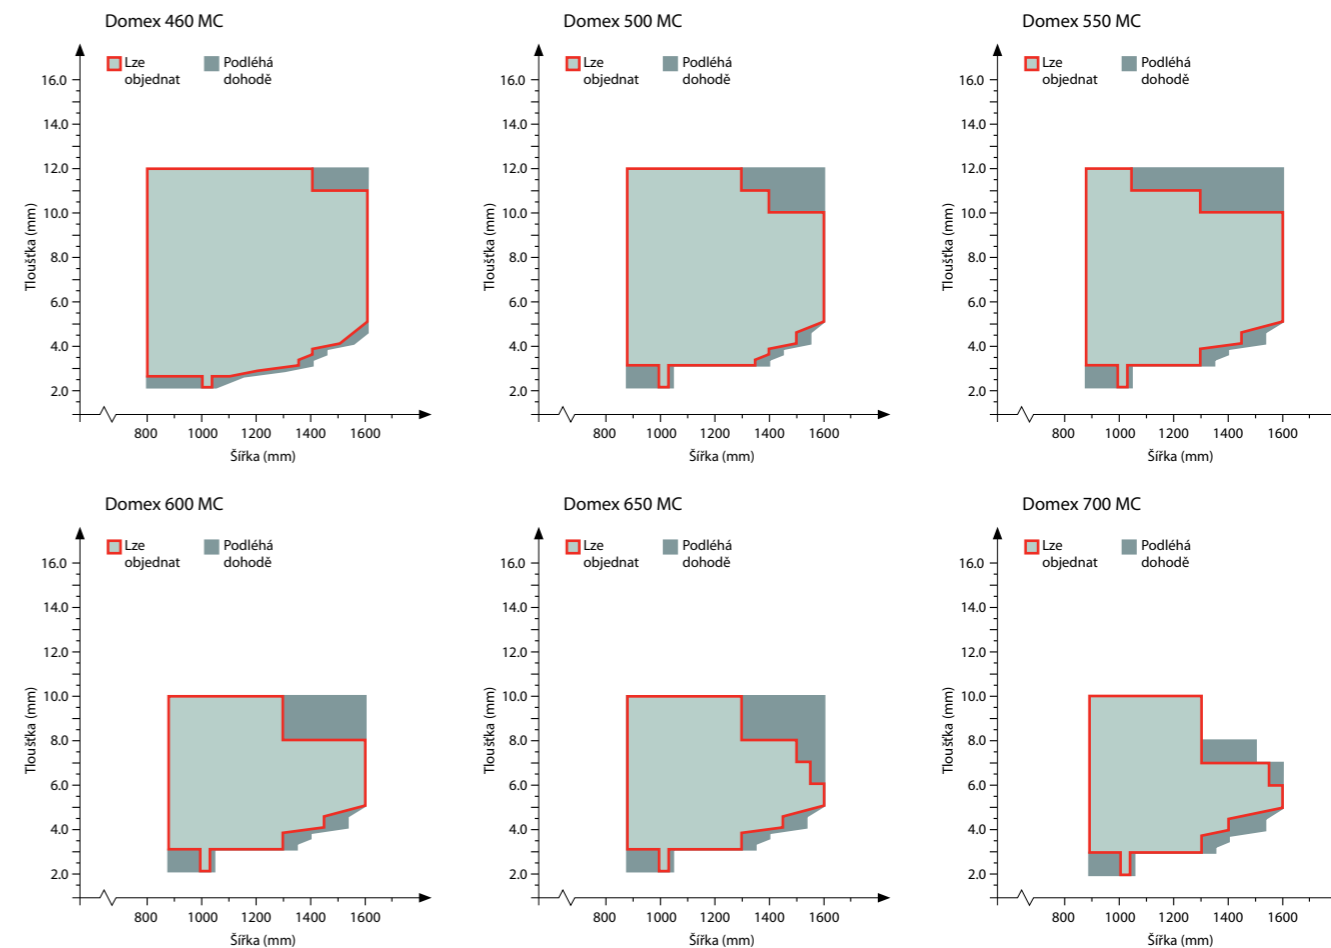 Domex 460 MC
Lze
objednat
Podléhá
dohodě
16.0
14.0
12.0
10.0
8.0
6.0
4.0
2.0
Tloušťka (mm)
800 1000 1200 1400 1600
Šířka (mm)
Domex 500 MC
Lze
objednat
Podléhá
dohodě
16.0
14.0
12.0
10.0
8.0
6.0
4.0
2.0
Tloušťka (mm)
800 1000 1200 1400 1600
Šířka (mm)
Domex 550 MC
Lze
objednat
Podléhá
dohodě
16.0
14.0
12.0
10.0
8.0
6.0
4.0
2.0
Tloušťka (mm)
800 1000 1200 1400 1600
Šířka (mm)
Domex 600 MC
Lze
objednat
Podléhá
dohodě
16.0
14.0
12.0
10.0
8.0
6.0
4.0
2.0
Tloušťka (mm)
800 1000 1200 1400 1600
Šířka (mm)
Domex 650 MC
Lze
objednat
Podléhá
dohodě
16.0
14.0
12.0
10.0
8.0
6.0
4.0
2.0
Tloušťka (mm)
800 1000 1200 1400 1600
Šířka (mm)
Domex 700 MC
Lze
objednat
Podléhá
dohodě
16.0
14.0
12.0
10.0
8.0
6.0
4.0
2.0
Tloušťka (mm)
800 1000 1200 1400 1600
Šířka (mm)